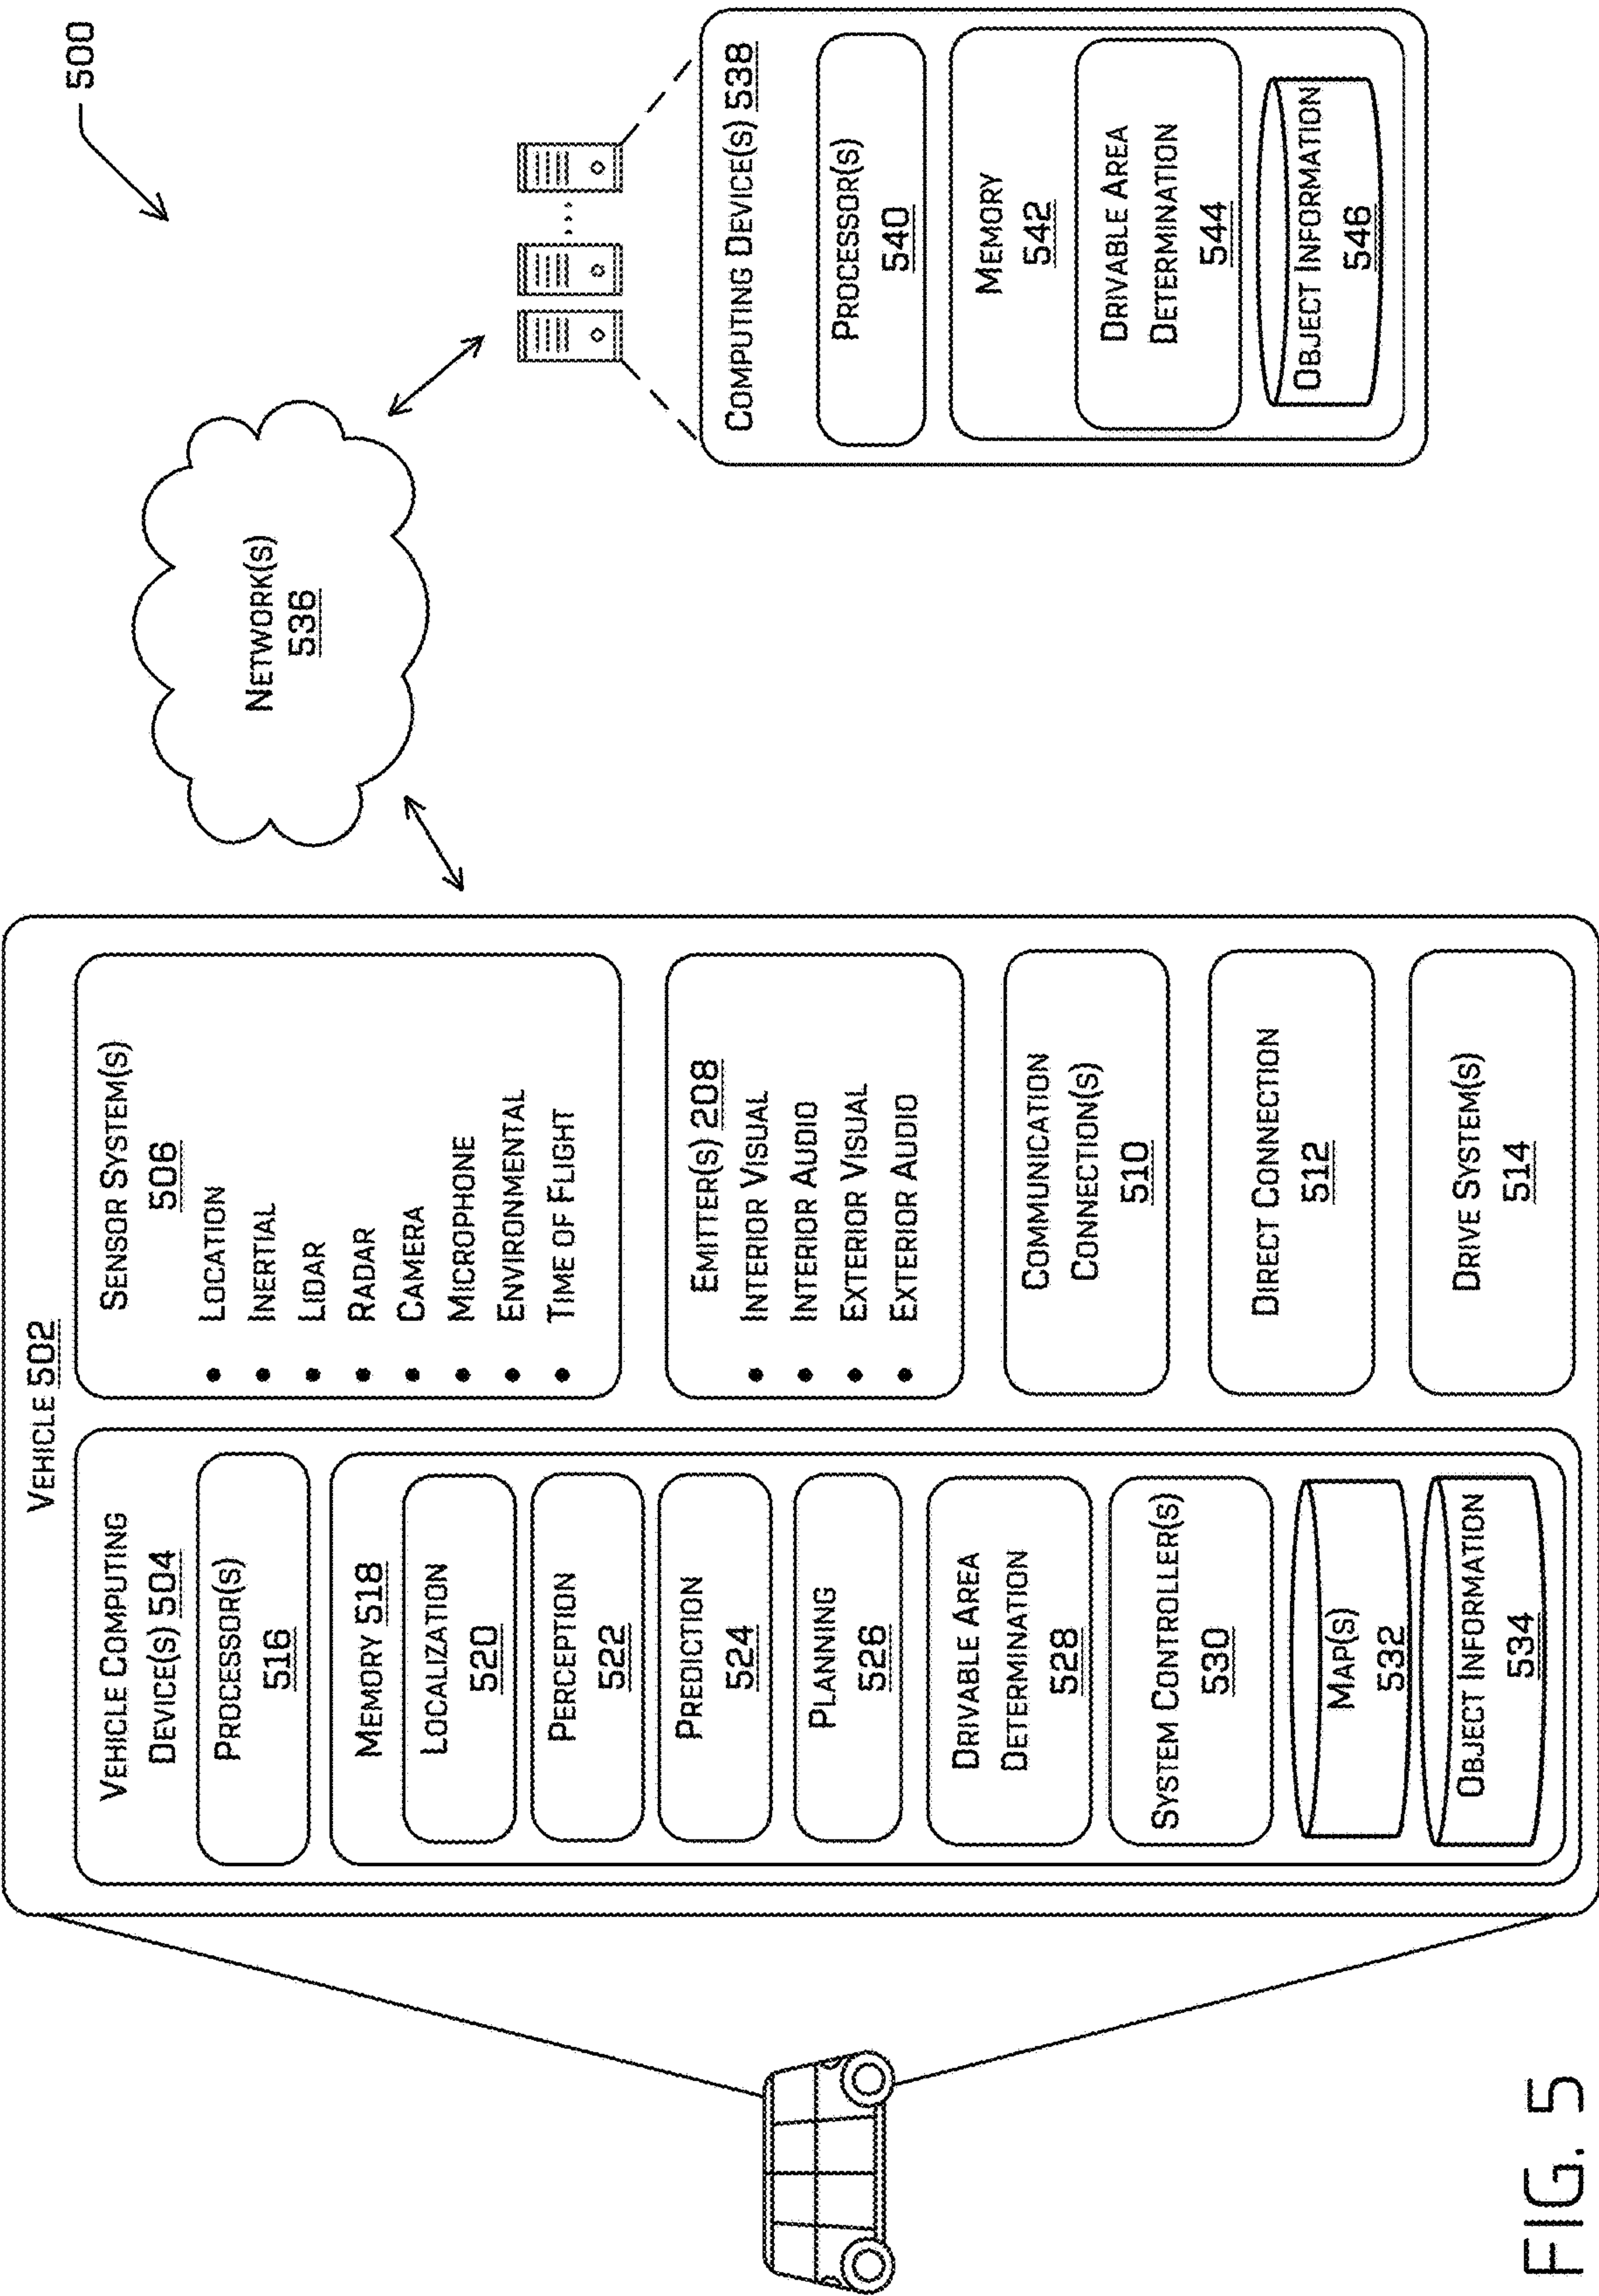 500
VEHICLE 502
VEHICLE COMPUTING
DEVICE(S) 504
PROCESSOR(S)
516
MEMORY 518
LOCALIZATION
520
PERCEPTION
522
PREDICTION
524
PLANNING
526
DRIVABLE AREA
DETERMINATION
528
SYSTEM CONTROLLER(S)
530
MAP(S)
532
OBJECT INFORMATION
534
SENSOR SYSTEM(S)
506
• LOCATION
• INERTIAL
• LIDAR
• RADAR
• CAMERA
• MICROPHONE
• ENVIRONMENTAL
• TIME OF FLIGHT
EMITTER(S) 208
• INTERIOR VISUAL
• INTERIOR AUDIO
• EXTERIOR VISUAL
• EXTERIOR AUDIO
COMMUNICATION
CONNECTION(S)
510
DIRECT CONNECTION
512
DRIVE SYSTEM(S)
514
NETWORK(S)
536
COMPUTING DEVICE(S) 538
PROCESSOR(S)
540
MEMORY
542
DRIVABLE AREA
DETERMINATION
544
OBJECT INFORMATION
546
FIG. 5